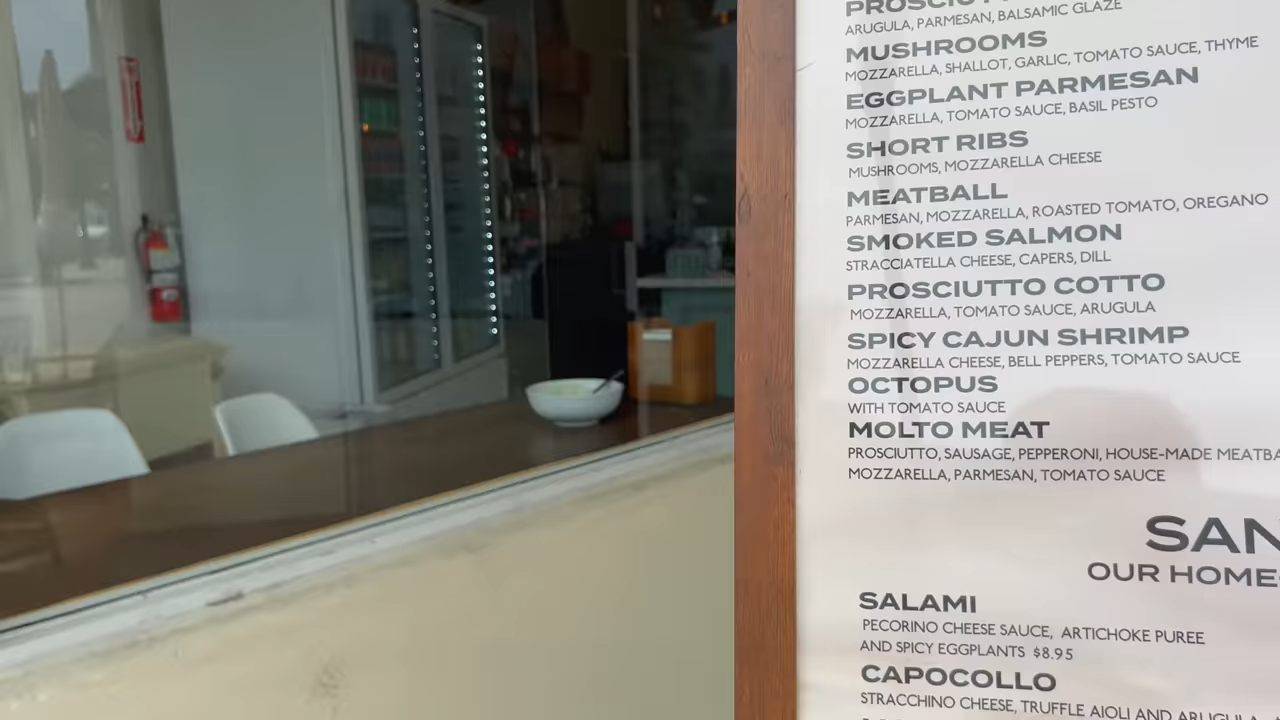 ARUGULA, PARMESAN, BALSAMIC GLAZE
MUSHROOMS
MOZZARELLA, SHALLOT, GARLIC, TOMATO SAUCE, THYME
EGGPLANT PARMESAN
MOZZARELLA, TOMATO SAUCE, BASIL PESTO
SHORT RIBS
MUSHROOMS, MOZZARELLA CHEESE
MEATBALL
PARMESAN, MOZZARELLA, ROASTED TOMATO, OREGANO
SMOKED SALMON
STRACCIATELLA CHEESE, CAPERS, DILL
PROSCIUTTO COTTO
MOZZARELLA, TOMATO SAUCE, ARUGULA
SPICY CAJUN SHRIMP
MOZZARELLA CHEESE, BELL PEPPERS, TOMATO SAUCE
OCTOPUS
WITH TOMATO SAUCE
MOLTO MEAT
PROSCIUTTO, SAUSAGE, PEPPERONI, HOUSE-MADE MEATBA
MOZZARELLA, PARMESAN, TOMATO SAUCE
SAN
OUR HOME
SALAMI
PECORINO CHEESE SAUCE, ARTICHOKE PUREE
AND SPICY EGGPLANTS $8.95
CAPOCOLLO
STRACCHINO CHEESE, TRUFFLE AIOLI AND ARUGULA